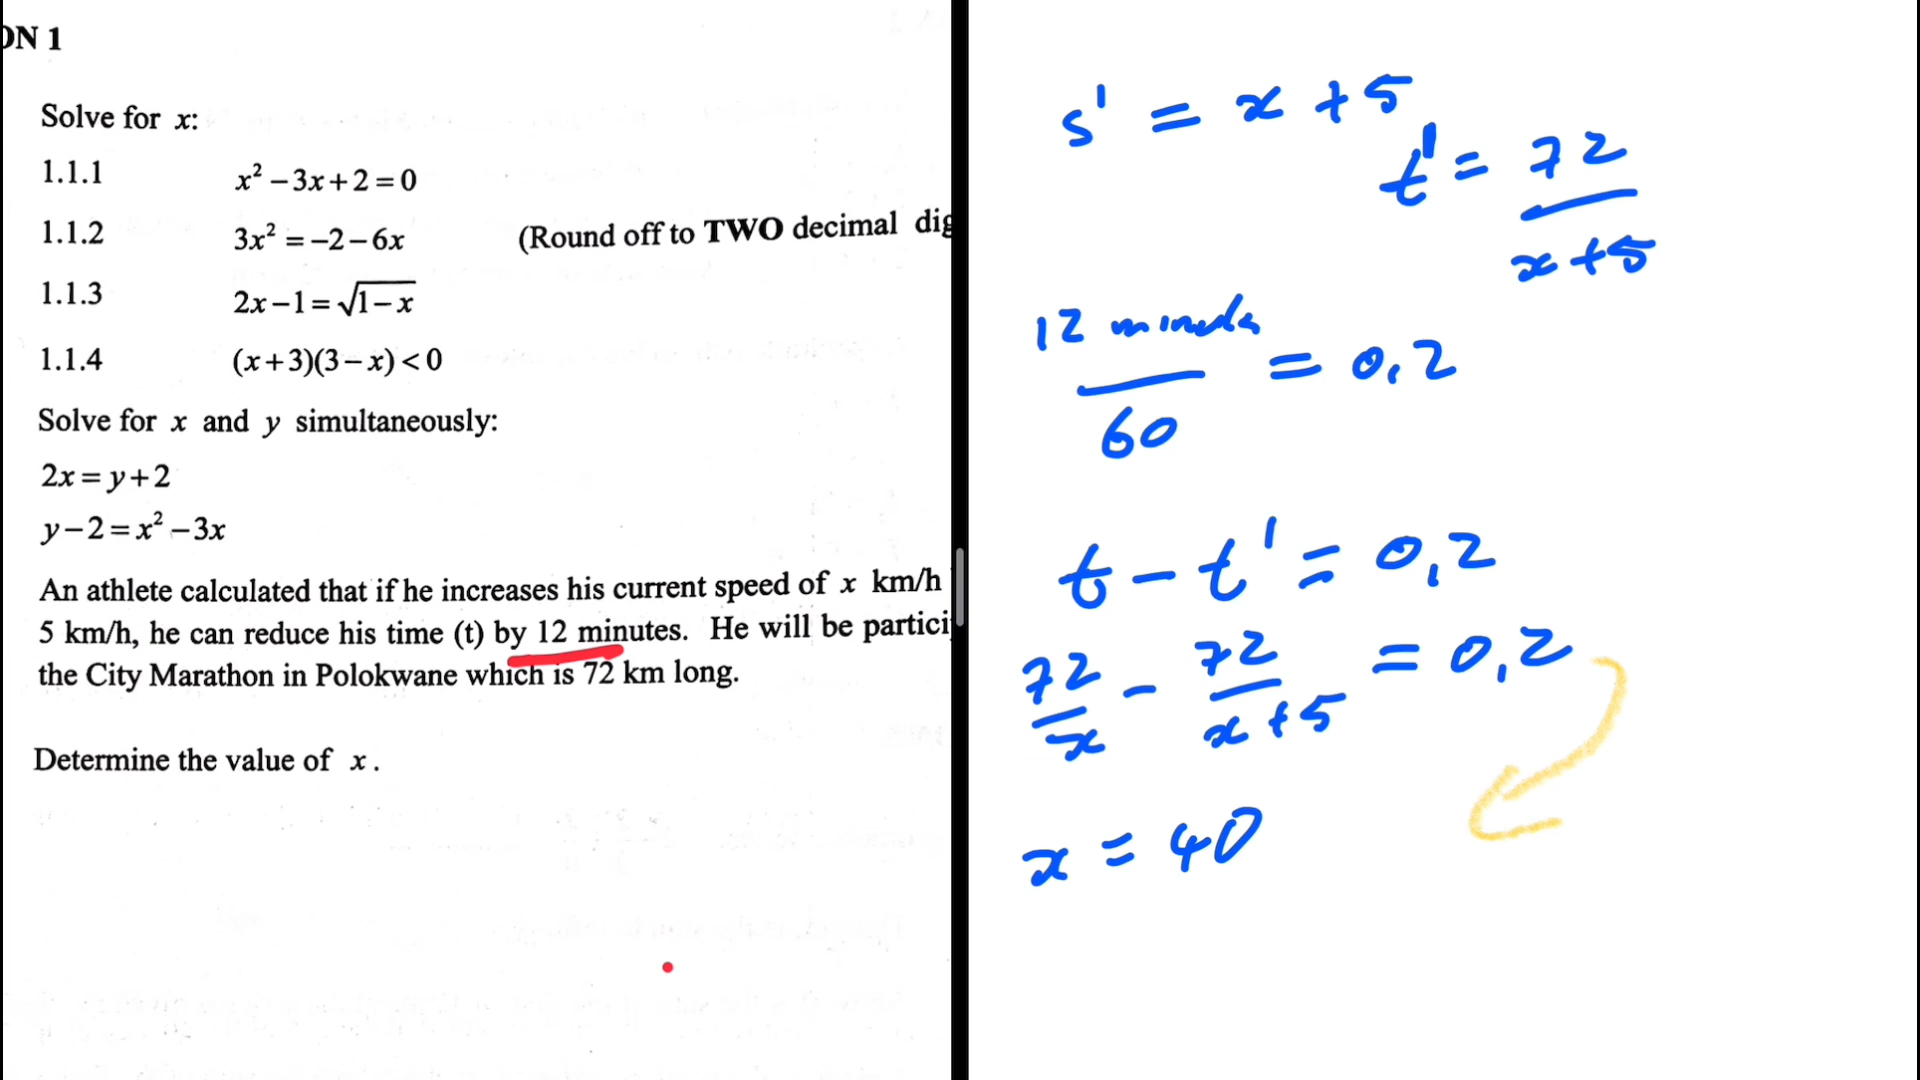 ON 1
Solve for x:
1.1.1 x² – 3x + 2 = 0
1.1.2 3x² = –2 – 6x (Round off to TWO decimal dig
1.1.3 2x – 1 = √(1 – x)
1.1.4 (x + 3)(3 – x) < 0
Solve for x and y simultaneously:
2x = y + 2
y – 2 = x² – 3x
An athlete calculated that if he increases his current speed of x km/h
5 km/h, he can reduce his time (t) by 12 minutes. He will be partici
the City Marathon in Polokwane which is 72 km long.
Determine the value of x.
s' = x + 5
t' = 72/(x + 5)
12 minutes/60 = 0,2
t – t' = 0,2
72/x – 72/(x + 5) = 0,2
x = 40